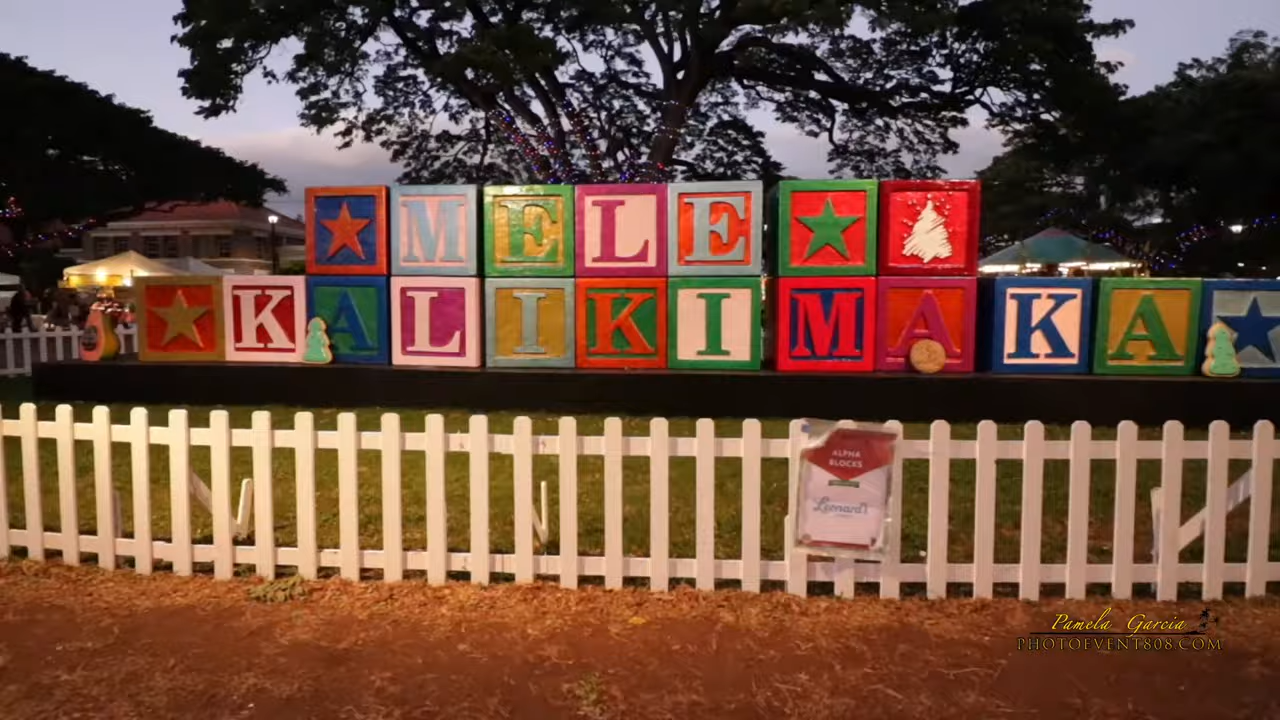 MELE
KALIKIMAKA
ALPHA
BLOCKS
Leonard's
Pamela Garcia
PHOTOEVENT808.COM